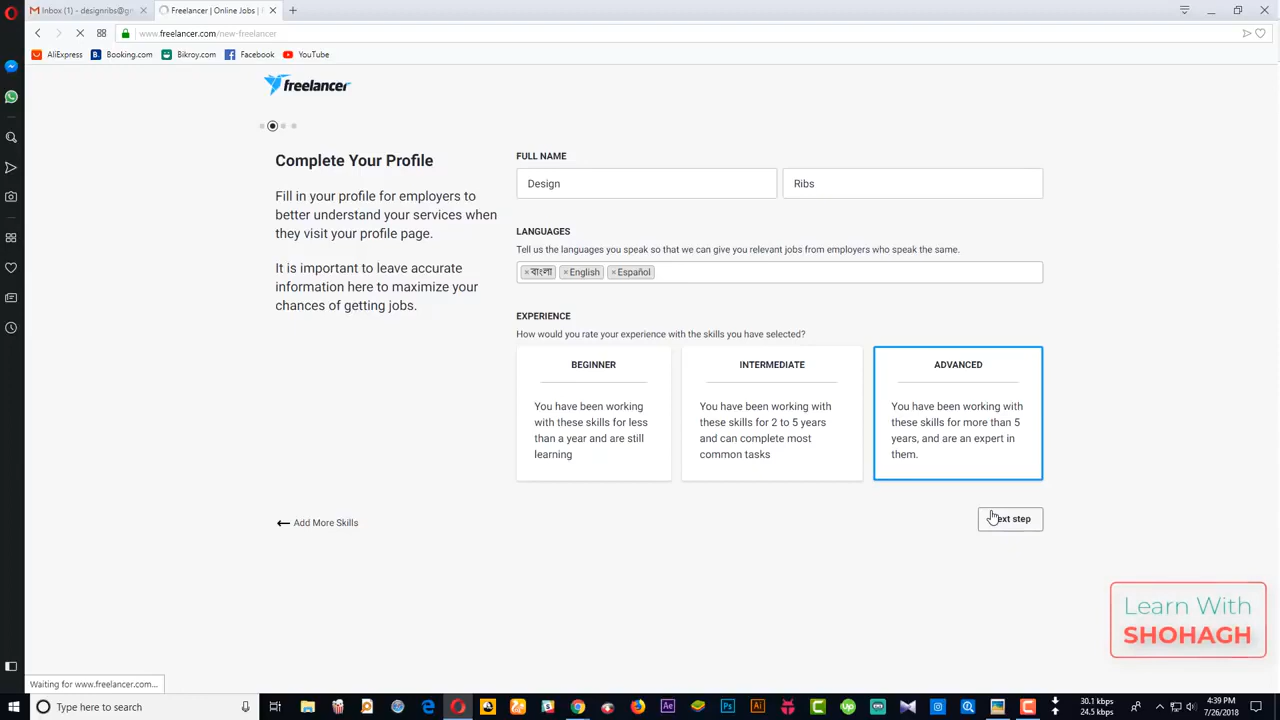 Inbox (1) - designribs@gm
Freelancer | Online Jobs |
www.freelancer.com/new-freelancer
AliExpress
Booking.com
Bikroy.com
Facebook
YouTube
freelancer
Complete Your Profile
Fill in your profile for employers to
better understand your services when
they visit your profile page.
It is important to leave accurate
information here to maximize your
chances of getting jobs.
FULL NAME
Design
Ribs
LANGUAGES
Tell us the languages you speak so that we can give you relevant jobs from employers who speak the same.
× বাংলা × English × Español
EXPERIENCE
How would you rate your experience with the skills you have selected?
BEGINNER
You have been working
with these skills for less
than a year and are still
learning
INTERMEDIATE
You have been working with
these skills for 2 to 5 years
and can complete most
common tasks
ADVANCED
You have been working with
these skills for more than 5
years, and are an expert in
them.
← Add More Skills
ext step
Learn With
SHOHAGH
Waiting for www.freelancer.com...
Type here to search
30.1 kbps
24.5 kbps
4:39 PM
7/26/2018